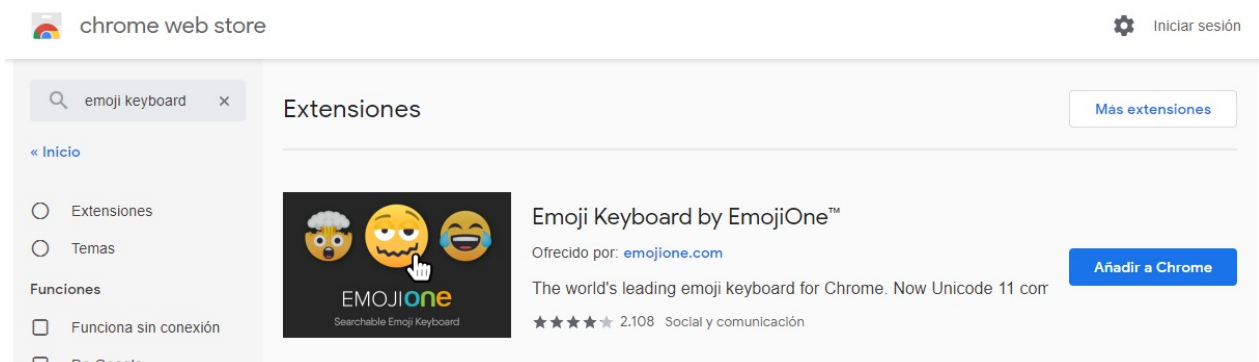 chrome web store
Iniciar sesión
emoji keyboard ×
« Inicio
Extensiones
Temas
Funciones
Funciona sin conexión
Extensiones
Más extensiones
EMOJIone
Searchable Emoji Keyboard
Emoji Keyboard by EmojiOne™
Ofrecido por: emojione.com
The world's leading emoji keyboard for Chrome. Now Unicode 11 com
2.108 Social y comunicación
Añadir a Chrome